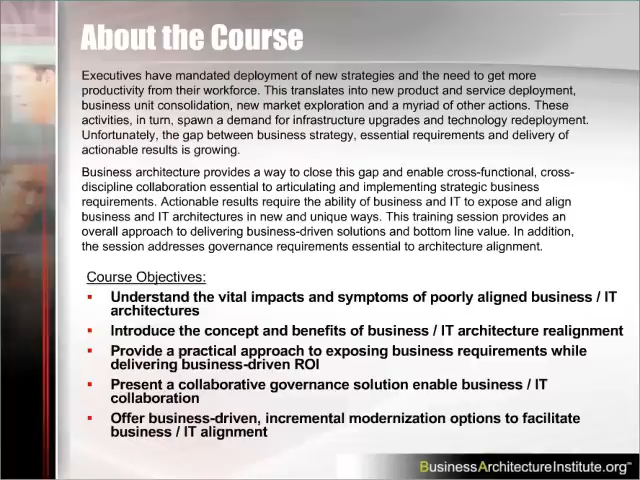 About the Course
Executives have mandated deployment of new strategies and the need to get more
productivity from their workforce. This translates into new product and service deployment,
business unit consolidation, new market exploration and a myriad of other actions. These
activities, in turn, spawn a demand for infrastructure upgrades and technology redeployment.
Unfortunately, the gap between business strategy, essential requirements and delivery of
actionable results is growing.
Business architecture provides a way to close this gap and enable cross-functional, cross-
discipline collaboration essential to articulating and implementing strategic business
requirements. Actionable results require the ability of business and IT to expose and align
business and IT architectures in new and unique ways. This training session provides an
overall approach to delivering business-driven solutions and bottom line value. In addition,
the session addresses governance requirements essential to architecture alignment.
Course Objectives:
▪ Understand the vital impacts and symptoms of poorly aligned business / IT
architectures
▪ Introduce the concept and benefits of business / IT architecture realignment
▪ Provide a practical approach to exposing business requirements while
delivering business-driven ROI
▪ Present a collaborative governance solution enable business / IT
collaboration
▪ Offer business-driven, incremental modernization options to facilitate
business / IT alignment
BusinessArchitectureInstitute.org™